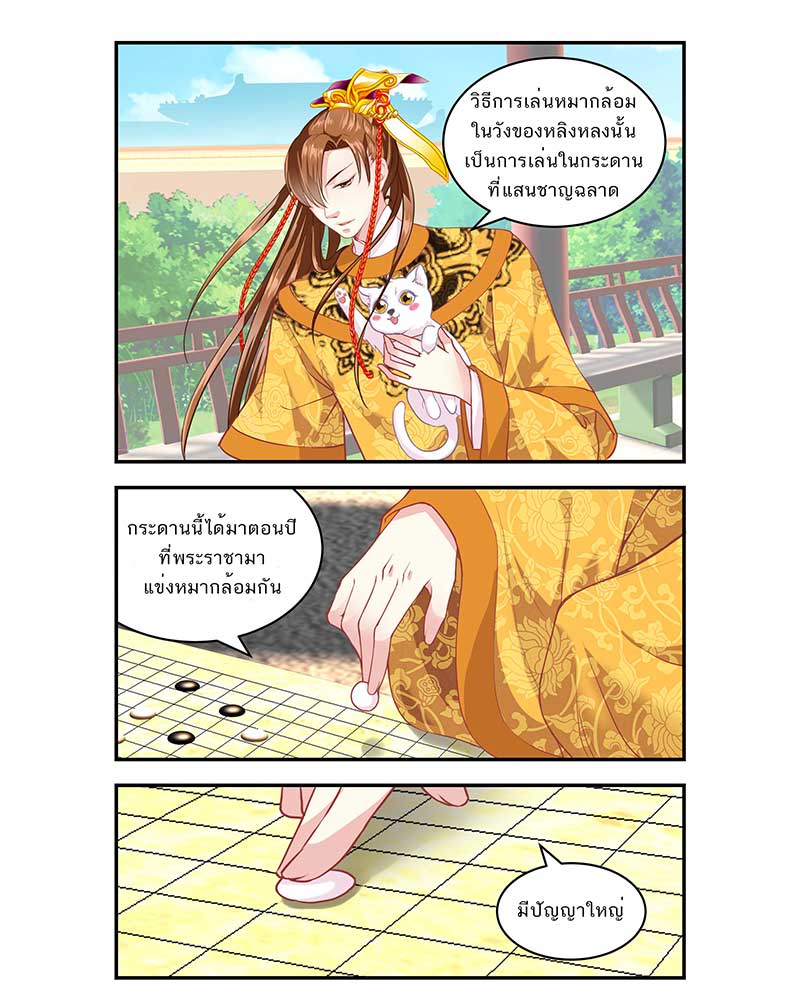 วิธีการเล่นหมากล้อม
ในวังของหลิงหลงนั้น
เป็นการเล่นในกระดาน
ที่แสนชาญฉลาด
กระดานนี้ได้มาตอนปี
ที่พระราชามา
แข่งหมากล้อมกัน
มีปัญญาใหญ่